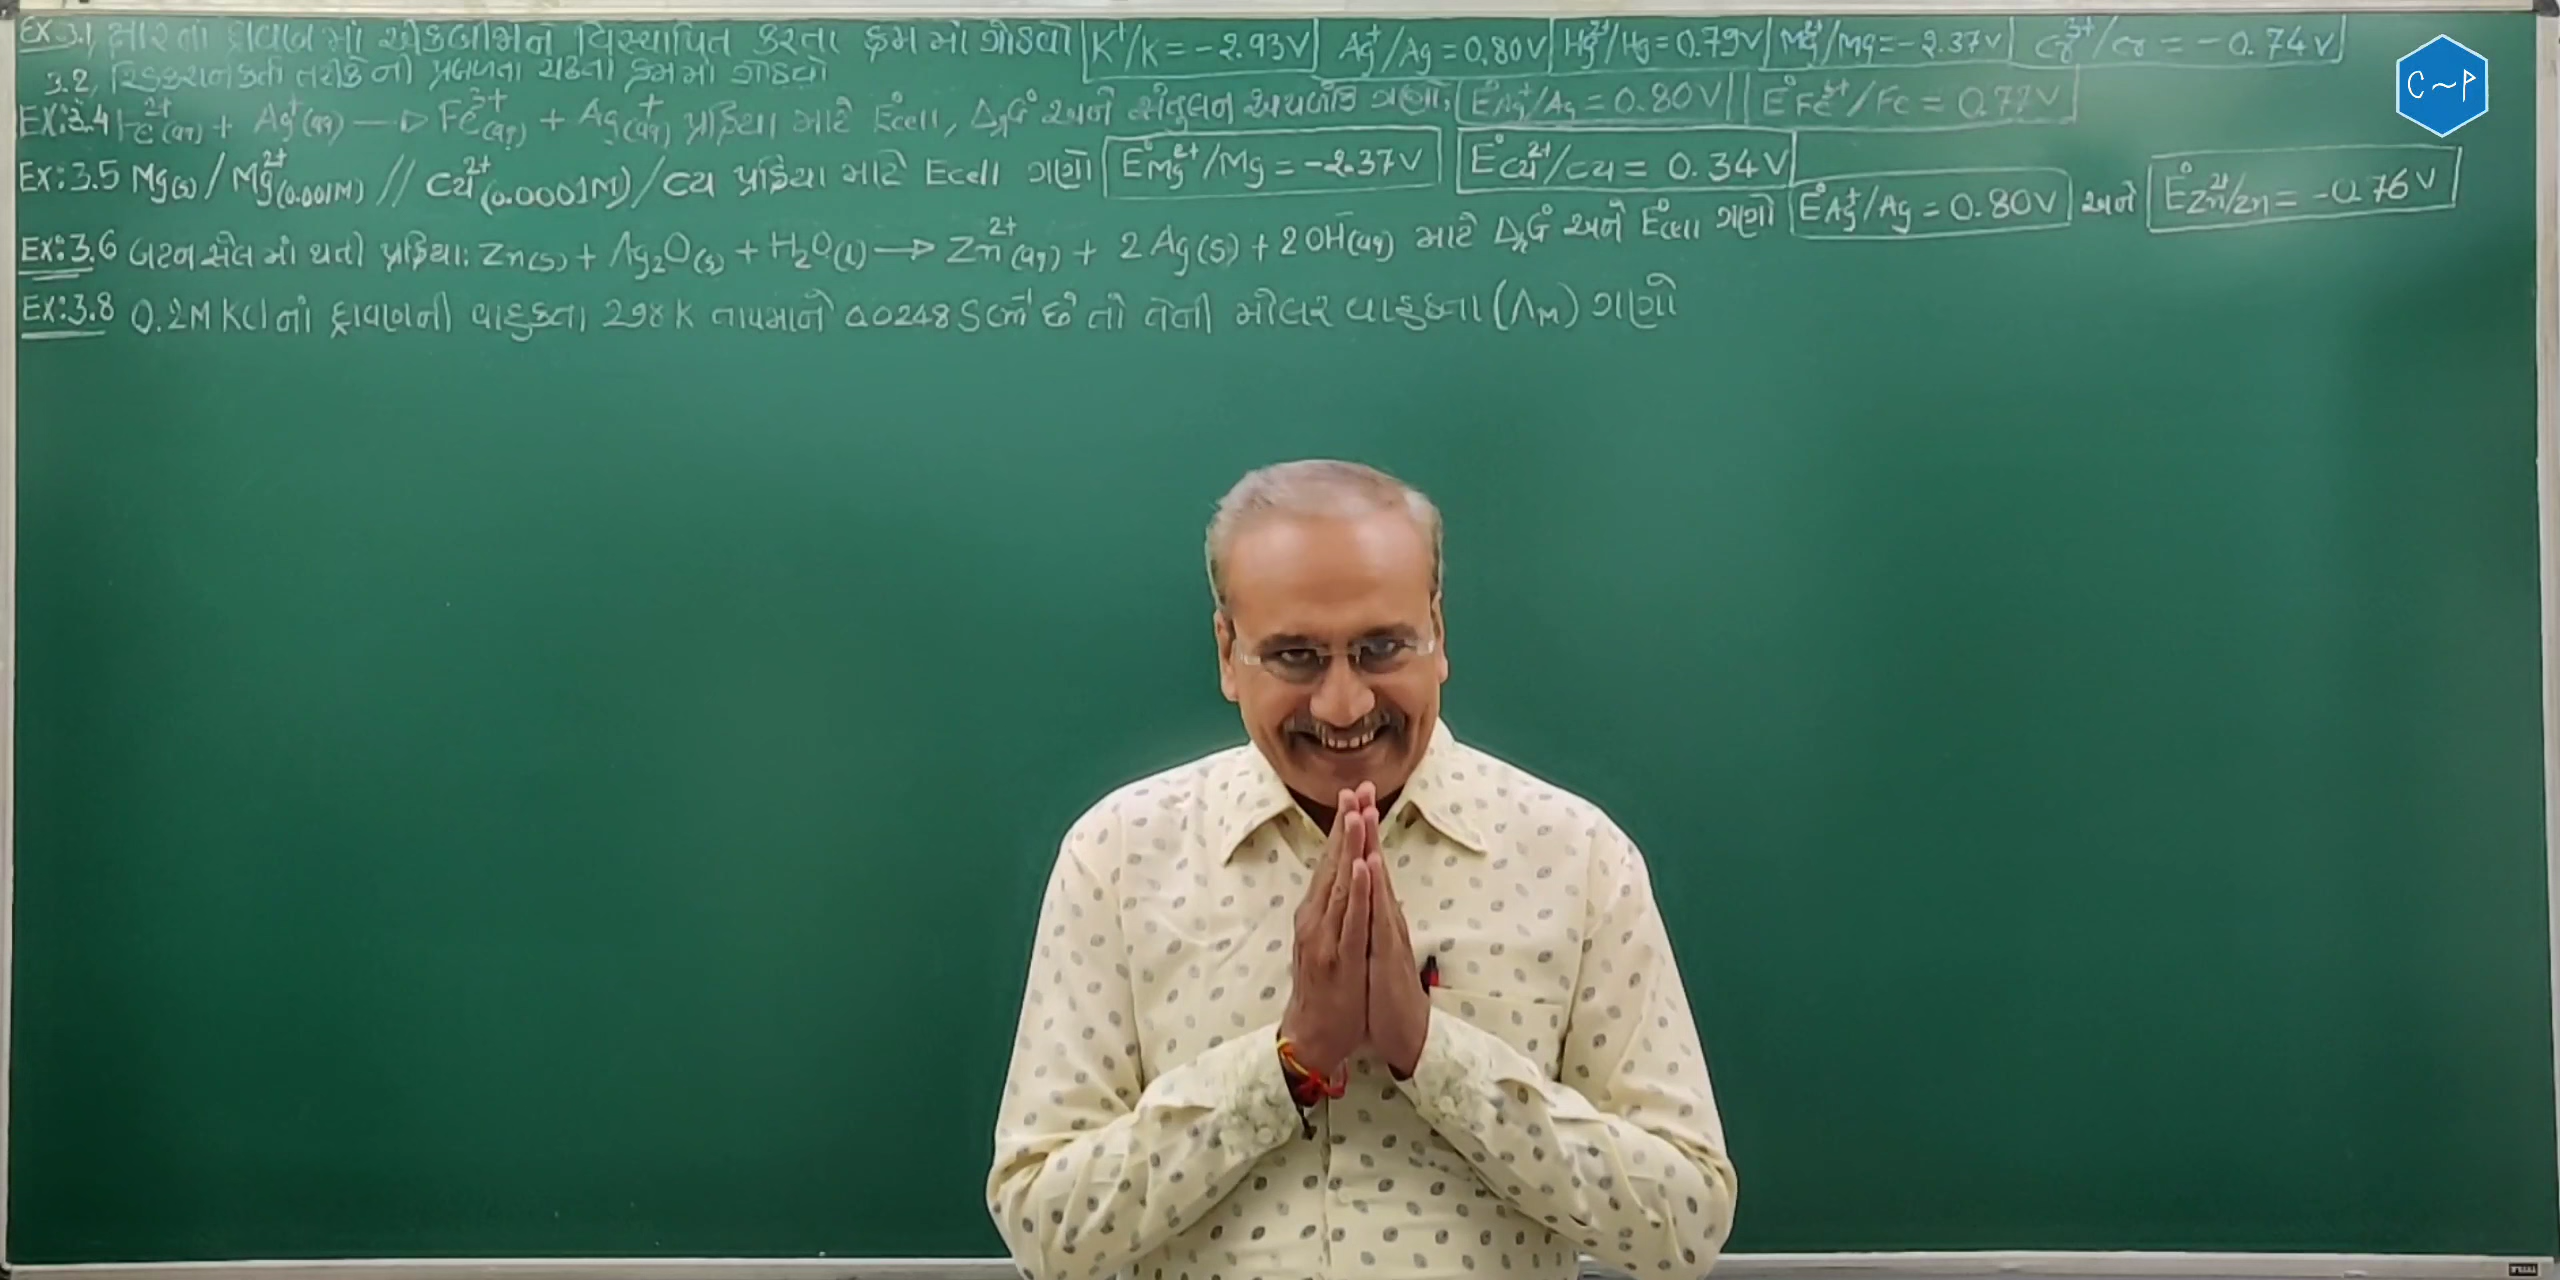 EX-3.1, ક્ષારનાં દ્રાવણમાં એકબીજાને વિસ્થાપિત કરતા ક્રમમાં ગોઠવો K⁺/K = -2.93V Ag⁺/Ag = 0.80V Hg²⁺/Hg = 0.79V Mg²⁺/Mg = -2.37V Cr³⁺/Cr = -0.74V
3.2, રિડક્શનકર્તા તરીકેની પ્રબળતા ચઢતા ક્રમમાં ગોઠવો
EX:3.4 Fe²⁺(aq) + Ag⁺(aq) → Fe³⁺(aq) + Ag⁺(aq) પ્રક્રિયા માટે E°cell, ΔrG° અને સંતુલન અચળાંક ગણો, E°Ag⁺/Ag = 0.80V E°Fe³⁺/Fe = 0.77V
EX:3.5 Mg(s) / Mg²⁺(0.001M) // Cu²⁺(0.0001M) / Cu પ્રક્રિયા માટે Ecell ગણો E°Mg²⁺/Mg = -2.37V E°Cu²⁺/Cu = 0.34V
EX:3.6 બટન સેલમાં થતી પ્રક્રિયા: Zn(s) + Ag₂O(s) + H₂O(l) → Zn²⁺(aq) + 2Ag(s) + 2OH⁻(aq) માટે ΔrG° અને E°cell ગણો E°Ag⁺/Ag = 0.80V અને E°Zn²⁺/Zn = -0.76V
EX:3.8 0.2M KCl નાં દ્રાવણની વાહકતા 298K તાપમાને 0.0248 S cm⁻¹ છે તો તેની મોલર વાહકતા (ΛM) ગણો
C~P